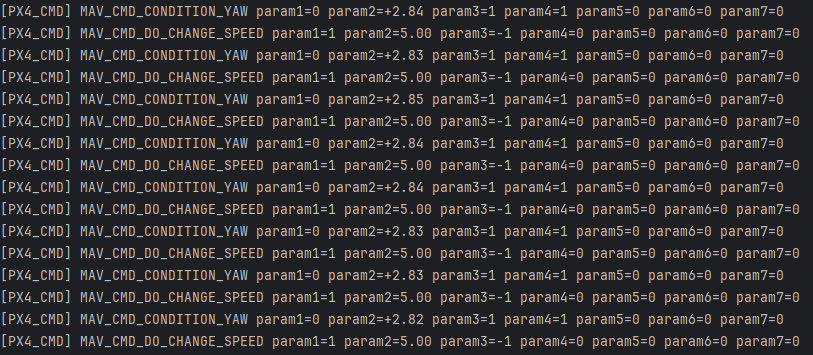 [PX4_CMD] MAV_CMD_CONDITION_YAW param1=0 param2=+2.84 param3=1 param4=1 param5=0 param6=0 param7=0
[PX4_CMD] MAV_CMD_DO_CHANGE_SPEED param1=1 param2=5.00 param3=-1 param4=0 param5=0 param6=0 param7=0
[PX4_CMD] MAV_CMD_CONDITION_YAW param1=0 param2=+2.83 param3=1 param4=1 param5=0 param6=0 param7=0
[PX4_CMD] MAV_CMD_DO_CHANGE_SPEED param1=1 param2=5.00 param3=-1 param4=0 param5=0 param6=0 param7=0
[PX4_CMD] MAV_CMD_CONDITION_YAW param1=0 param2=+2.85 param3=1 param4=1 param5=0 param6=0 param7=0
[PX4_CMD] MAV_CMD_DO_CHANGE_SPEED param1=1 param2=5.00 param3=-1 param4=0 param5=0 param6=0 param7=0
[PX4_CMD] MAV_CMD_CONDITION_YAW param1=0 param2=+2.84 param3=1 param4=1 param5=0 param6=0 param7=0
[PX4_CMD] MAV_CMD_DO_CHANGE_SPEED param1=1 param2=5.00 param3=-1 param4=0 param5=0 param6=0 param7=0
[PX4_CMD] MAV_CMD_CONDITION_YAW param1=0 param2=+2.84 param3=1 param4=1 param5=0 param6=0 param7=0
[PX4_CMD] MAV_CMD_CONDITION_YAW param1=0 param2=+2.83 param3=1 param4=1 param5=0 param6=0 param7=0
[PX4_CMD] MAV_CMD_DO_CHANGE_SPEED param1=1 param2=5.00 param3=-1 param4=0 param5=0 param6=0 param7=0
[PX4_CMD] MAV_CMD_DO_CHANGE_SPEED param1=1 param2=5.00 param3=-1 param4=0 param5=0 param6=0 param7=0
[PX4_CMD] MAV_CMD_CONDITION_YAW param1=0 param2=+2.83 param3=1 param4=1 param5=0 param6=0 param7=0
[PX4_CMD] MAV_CMD_DO_CHANGE_SPEED param1=1 param2=5.00 param3=-1 param4=0 param5=0 param6=0 param7=0
[PX4_CMD] MAV_CMD_CONDITION_YAW param1=0 param2=+2.82 param3=1 param4=1 param5=0 param6=0 param7=0
[PX4_CMD] MAV_CMD_DO_CHANGE_SPEED param1=1 param2=5.00 param3=-1 param4=0 param5=0 param6=0 param7=0